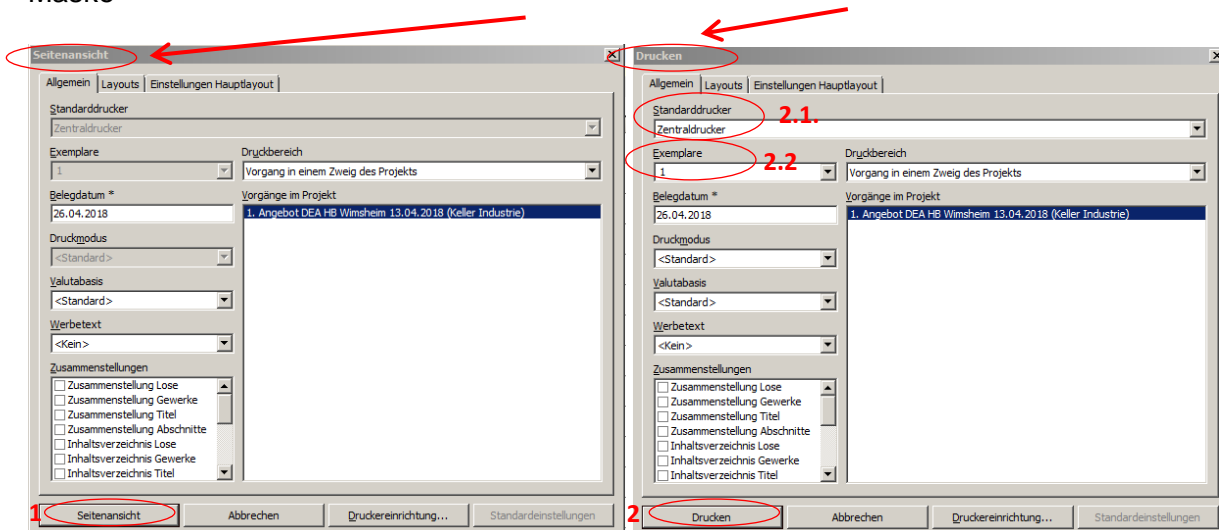 Maske
Seitenansicht
Allgemein Layouts Einstellungen Hauptlayout
Standarddrucker
Zentraldrucker
Exemplare Druckbereich
1 Vorgang in einem Zweig des Projekts
Belegdatum * Vorgänge im Projekt
26.04.2018 1. Angebot DEA HB Wimsheim 13.04.2018 (Keller Industrie)
Druckmodus
<Standard>
Valutabasis
<Standard>
Werbetext
<Kein>
Zusammenstellungen
Zusammenstellung Lose
Zusammenstellung Gewerke
Zusammenstellung Titel
Zusammenstellung Abschnitte
Inhaltsverzeichnis Lose
Inhaltsverzeichnis Gewerke
Inhaltsverzeichnis Titel
1 Seitenansicht Abbrechen Druckereinrichtung... Standardeinstellungen
Drucken
Allgemein Layouts Einstellungen Hauptlayout
Standarddrucker 2.1.
Zentraldrucker
Exemplare 2.2 Druckbereich
1 Vorgang in einem Zweig des Projekts
Belegdatum * Vorgänge im Projekt
26.04.2018 1. Angebot DEA HB Wimsheim 13.04.2018 (Keller Industrie)
Druckmodus
<Standard>
Valutabasis
<Standard>
Werbetext
<Kein>
Zusammenstellungen
Zusammenstellung Lose
Zusammenstellung Gewerke
Zusammenstellung Titel
Zusammenstellung Abschnitte
Inhaltsverzeichnis Lose
Inhaltsverzeichnis Gewerke
Inhaltsverzeichnis Titel
2 Drucken Abbrechen Druckereinrichtung... Standardeinstellungen